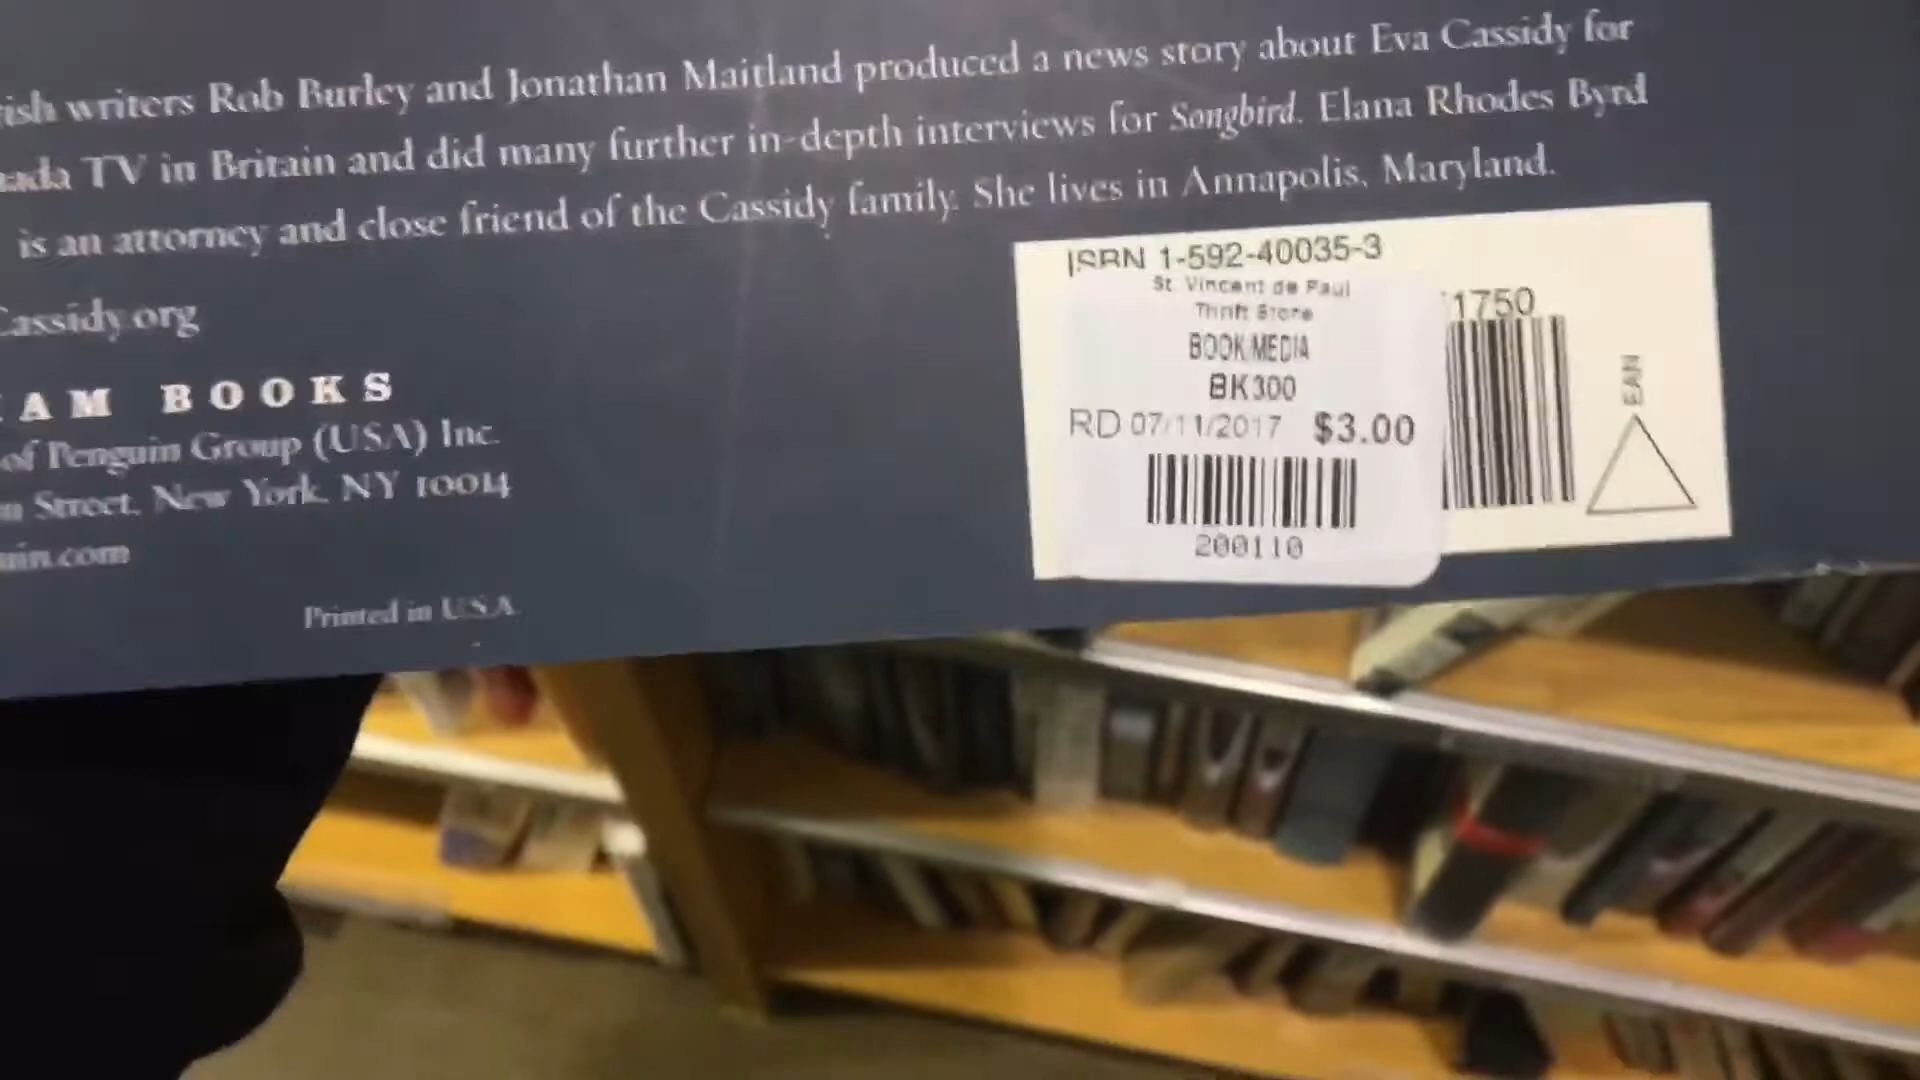 writers Rob Burley and Jonathan Maitland produced a news story about Eva Cassidy for
TV in Britain and did many further in-depth interviews for Songbird. Elana Rhodes Byrd
is an attorney and close friend of the Cassidy family. She lives in Annapolis, Maryland.
Cassidy.org
AM BOOKS
of Penguin Group (USA) Inc.
Street, New York, NY 10014
.com
Printed in U.S.A.
ISBN 1-592-40035-3
St. Vincent de Paul
Thrift Store
BOOK/MEDIA
BK300
RD 07/11/2017 $3.00
200110
1750
EAN